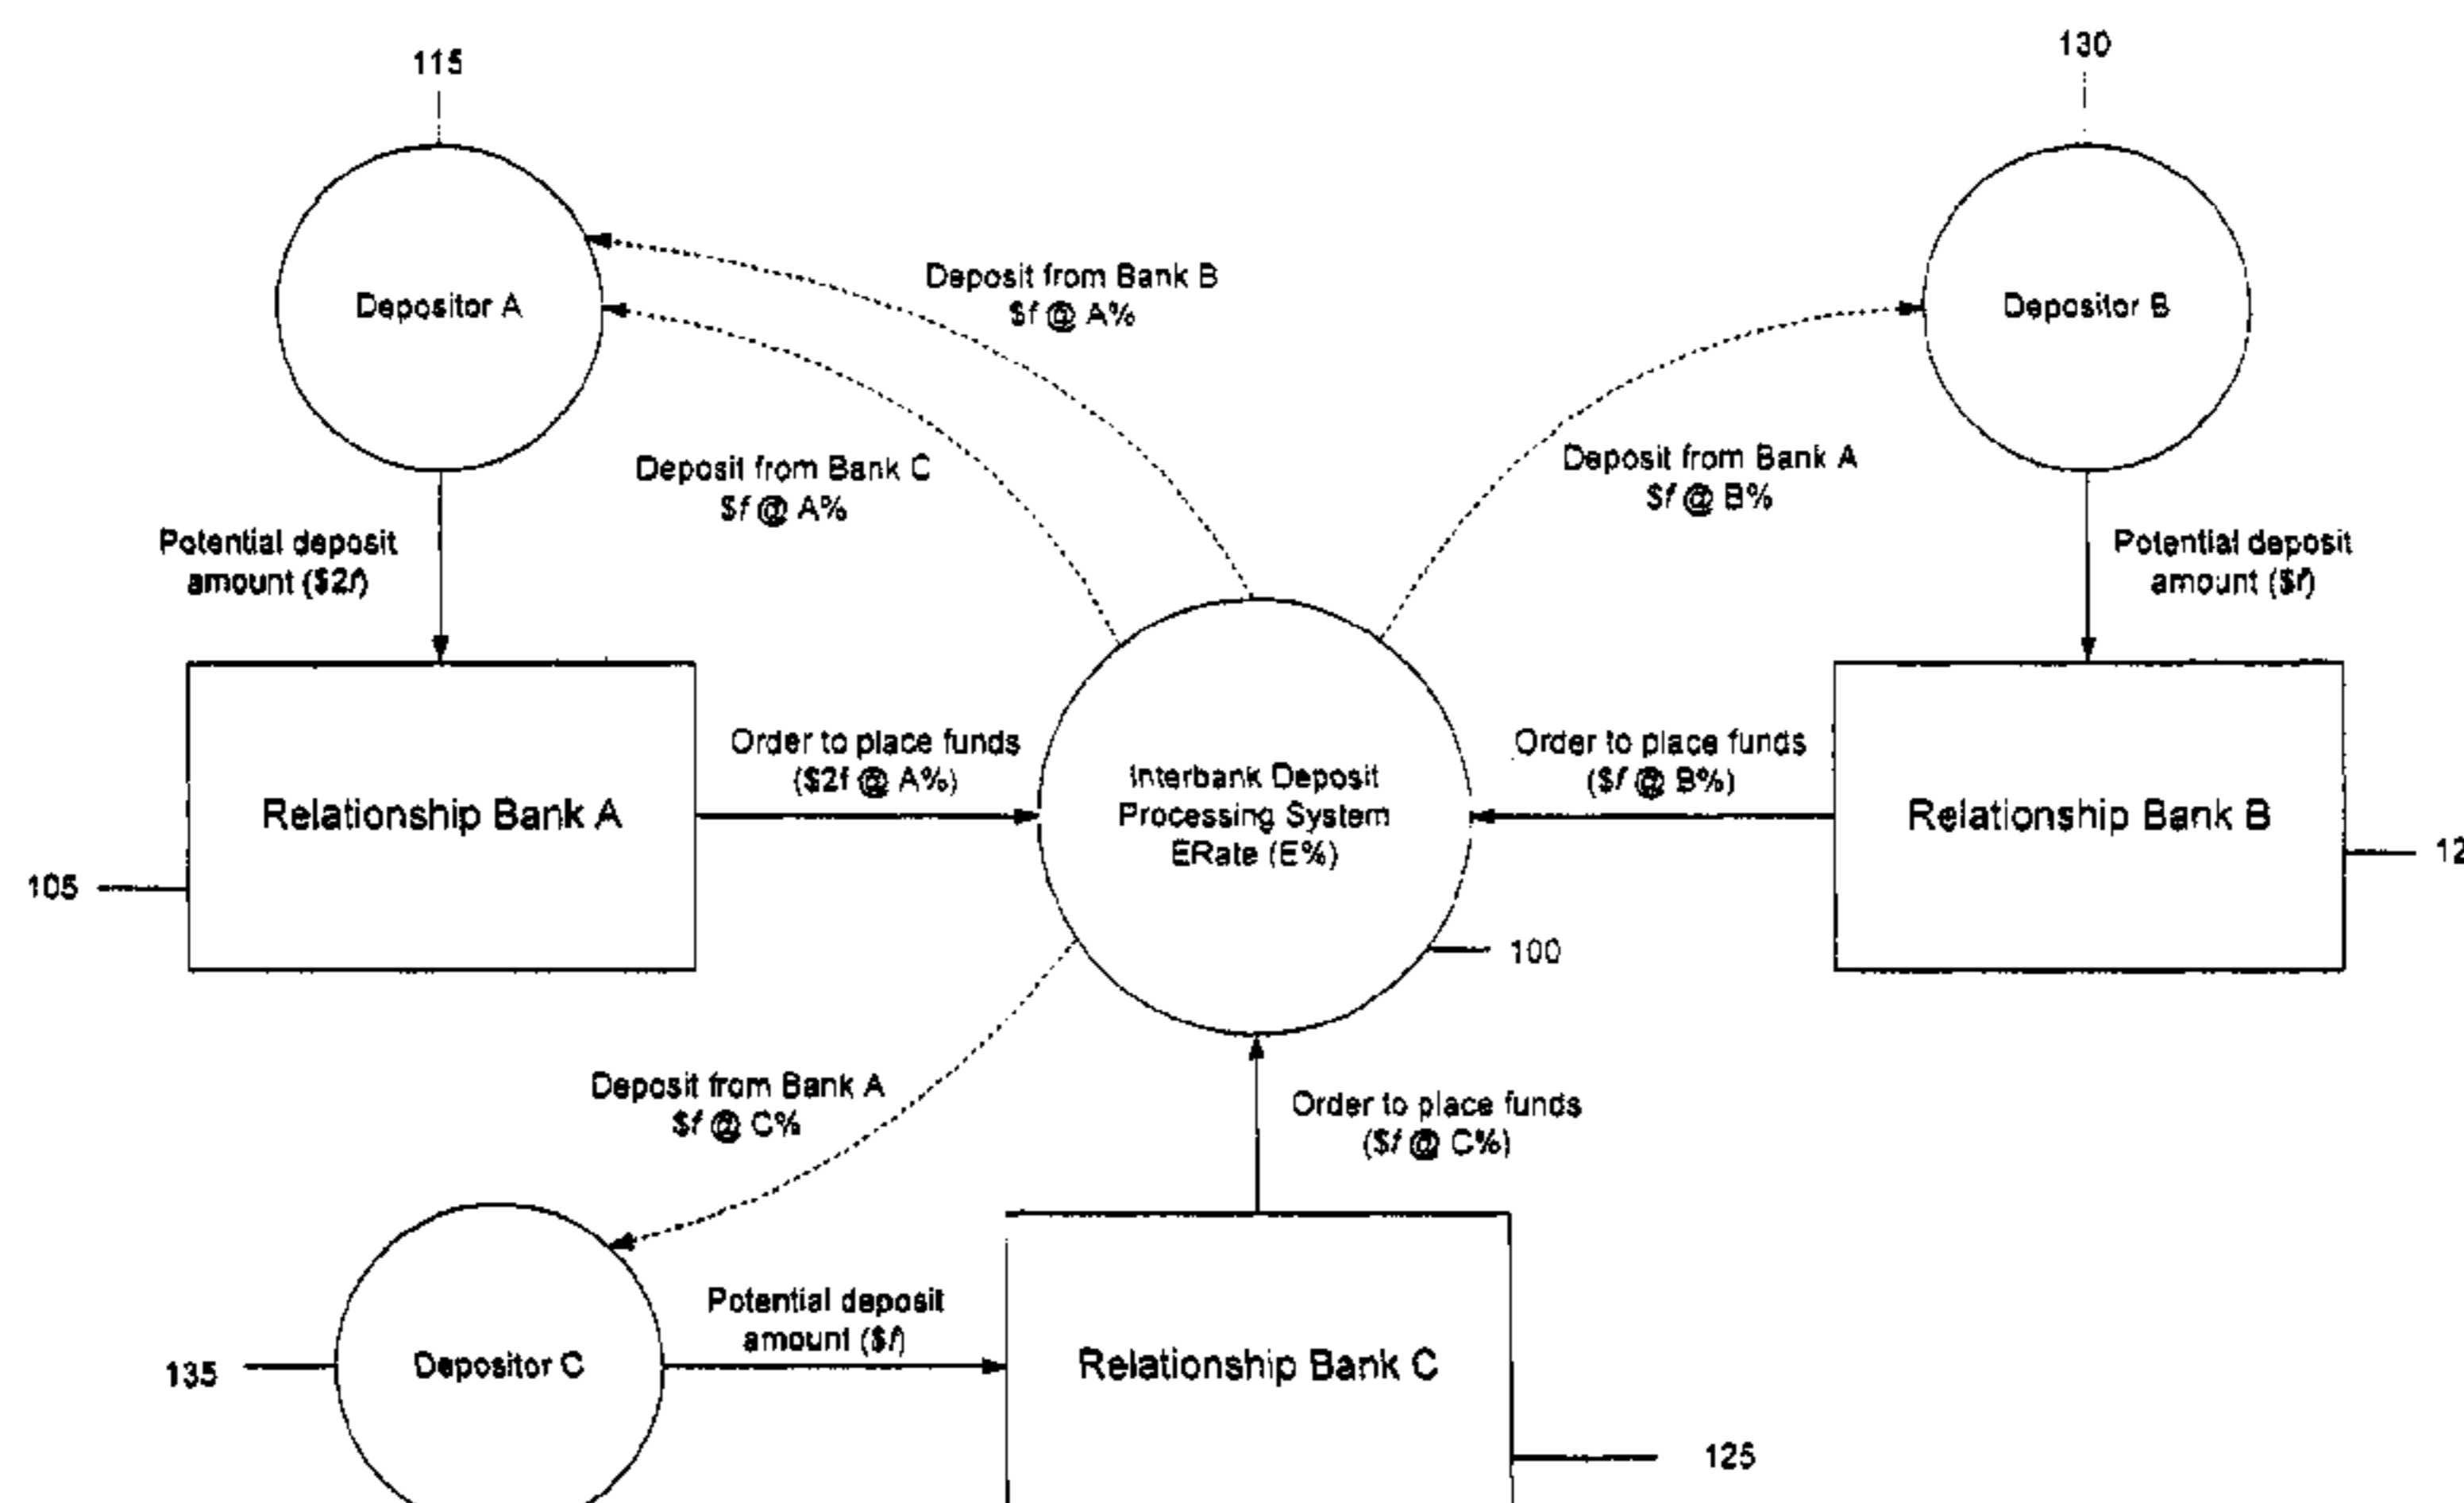 115
130
Depositor A
Deposit from Bank B
$f @ A%
Depositor B
Deposit from Bank C
$f @ A%
Deposit from Bank A
$f @ B%
Potential deposit
amount ($2f)
Potential deposit
amount ($f)
Relationship Bank A
Order to place funds
($2f @ A%)
Interbank Deposit
Processing System
ERate (E%)
Order to place funds
($f @ B%)
Relationship Bank B
12
105
100
Deposit from Bank A
$f @ C%
Order to place funds
($f @ C%)
Potential deposit
amount ($f)
135
Depositor C
Relationship Bank C
125